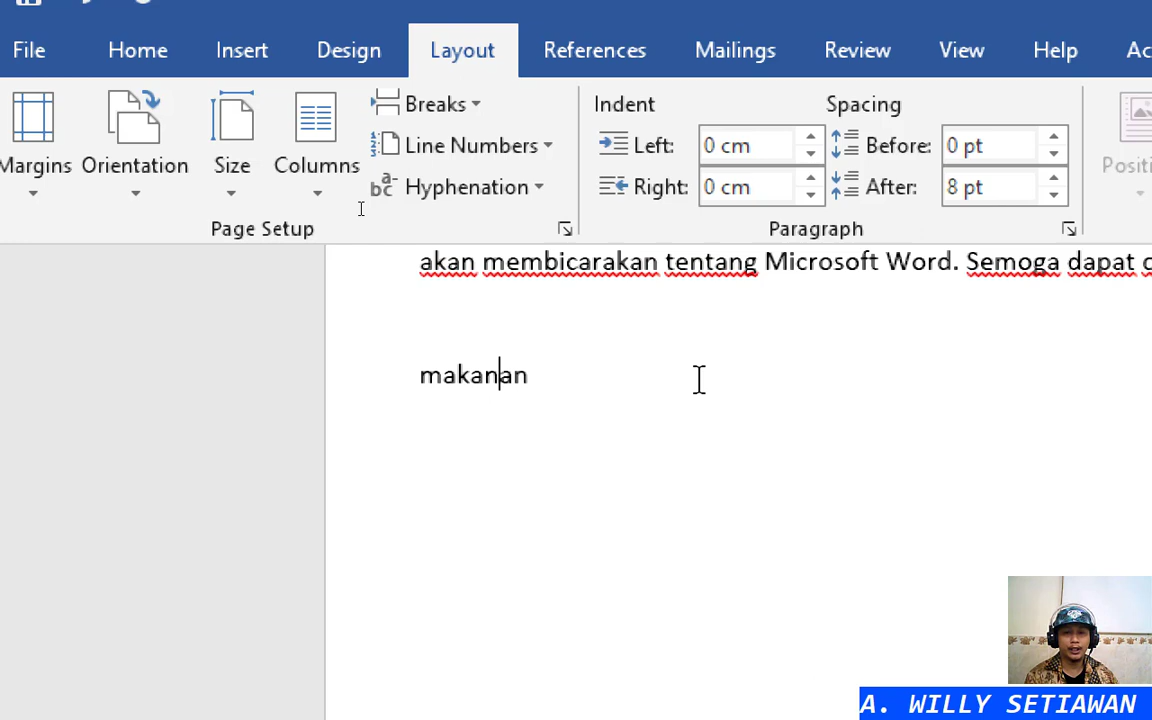 File Home Insert Design Layout References Mailings Review View Help
Breaks Indent Spacing
Line Numbers Left: 0 cm Before: 0 pt
Margins Orientation Size Columns
Hyphenation Right: 0 cm After: 8 pt
Page Setup Paragraph
akan membicarakan tentang Microsoft Word. Semoga dapat
makanan
A. WILLY SETIAWAN